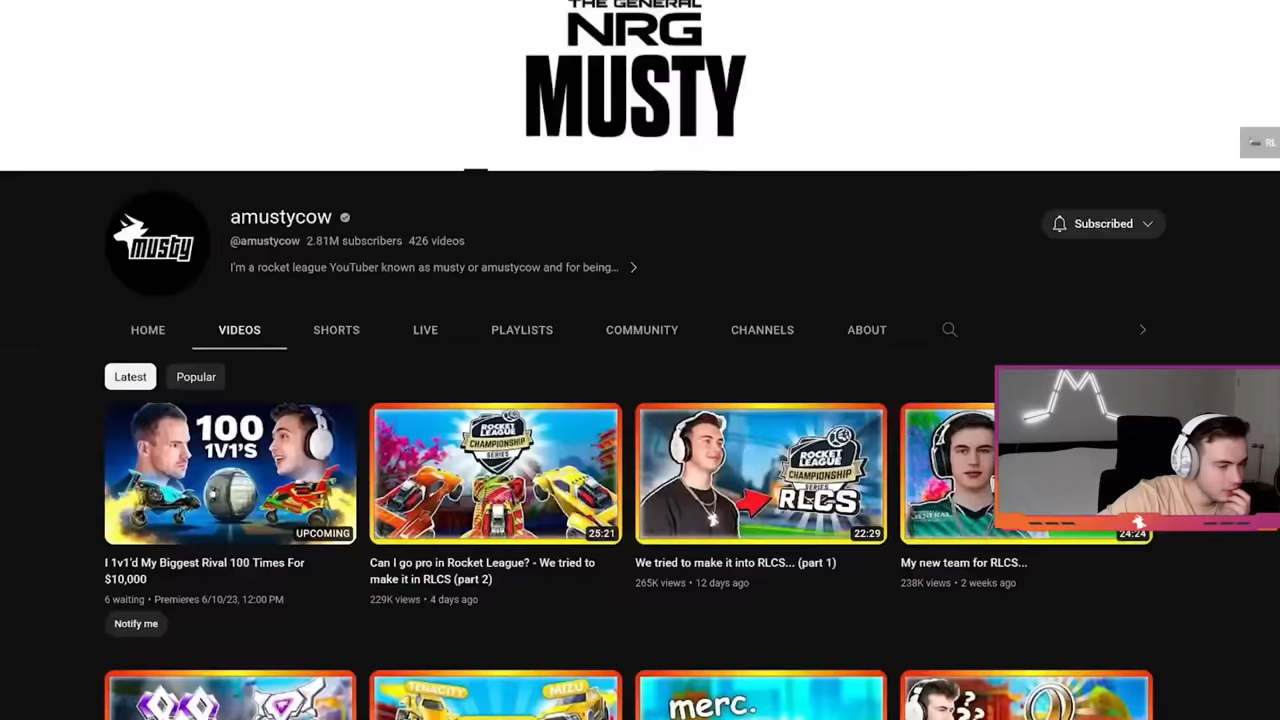 THE GENERAL
NRG
MUSTY
RL
amustycow
@amustycow 2.81M subscribers 426 videos
I'm a rocket league YouTuber known as musty or amustycow and for being...
Subscribed
MUSTY
HOME
VIDEOS
SHORTS
LIVE
PLAYLISTS
COMMUNITY
CHANNELS
ABOUT
Latest
Popular
100
1V1'S
UPCOMING
ROCKET
LEAGUE
CHAMPIONSHIP
SERIES
25:21
ROCKET
LEAGUE
CHAMPIONSHIP
SERIES
RLCS
22:29
GENERAL
24:24
I 1v1'd My Biggest Rival 100 Times For
$10,000
6 waiting • Premieres 6/10/23, 12:00 PM
Notify me
Can I go pro in Rocket League? - We tried to
make it in RLCS (part 2)
229K views • 4 days ago
We tried to make it into RLCS... (part 1)
265K views • 12 days ago
My new team for RLCS...
238K views • 2 weeks ago
TENACITY
MIZU
merc.
??